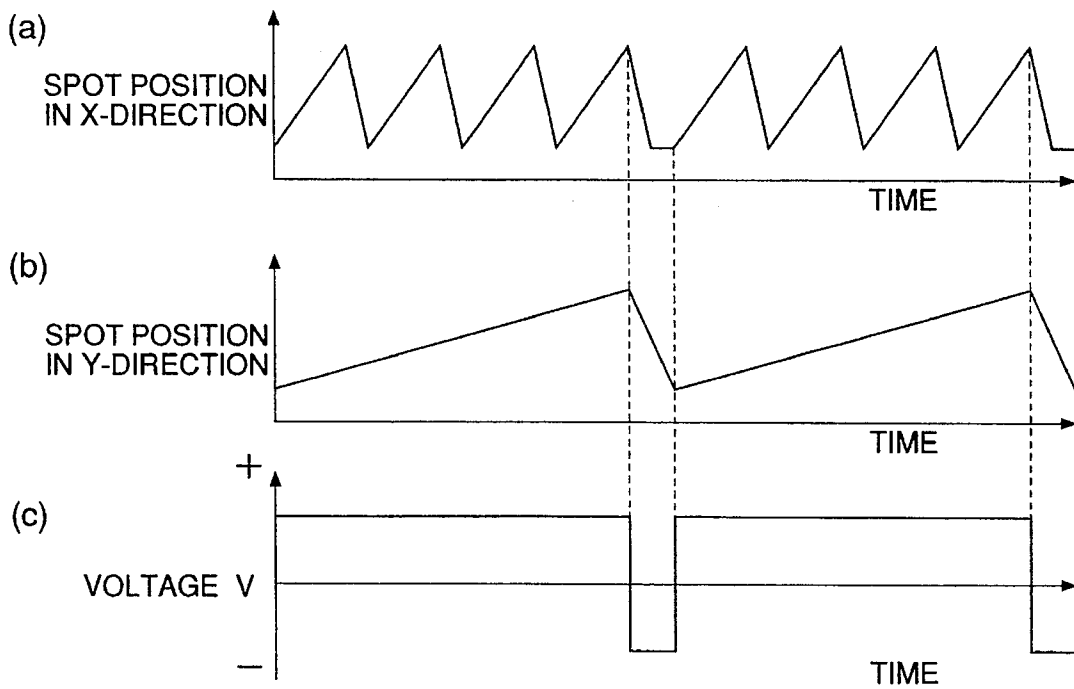 (a)
SPOT POSITION
IN X-DIRECTION
TIME
(b)
SPOT POSITION
IN Y-DIRECTION
TIME
+
(c)
VOLTAGE V
−
TIME